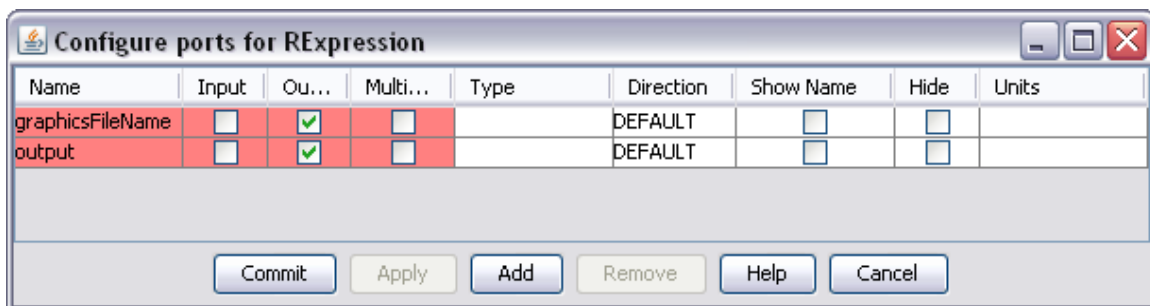 Configure ports for RExpression
Name Input Ou... Multi... Type Direction Show Name Hide Units
graphicsFileName DEFAULT
output DEFAULT
Commit Apply Add Remove Help Cancel